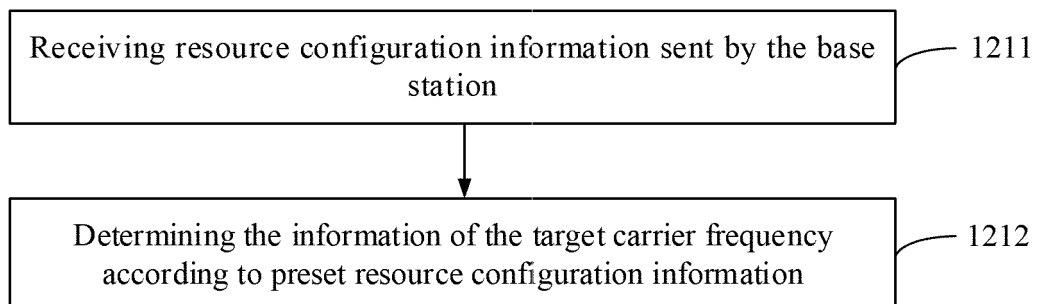 Receiving resource configuration information sent by the base
station
1211
Determining the information of the target carrier frequency
according to preset resource configuration information
1212